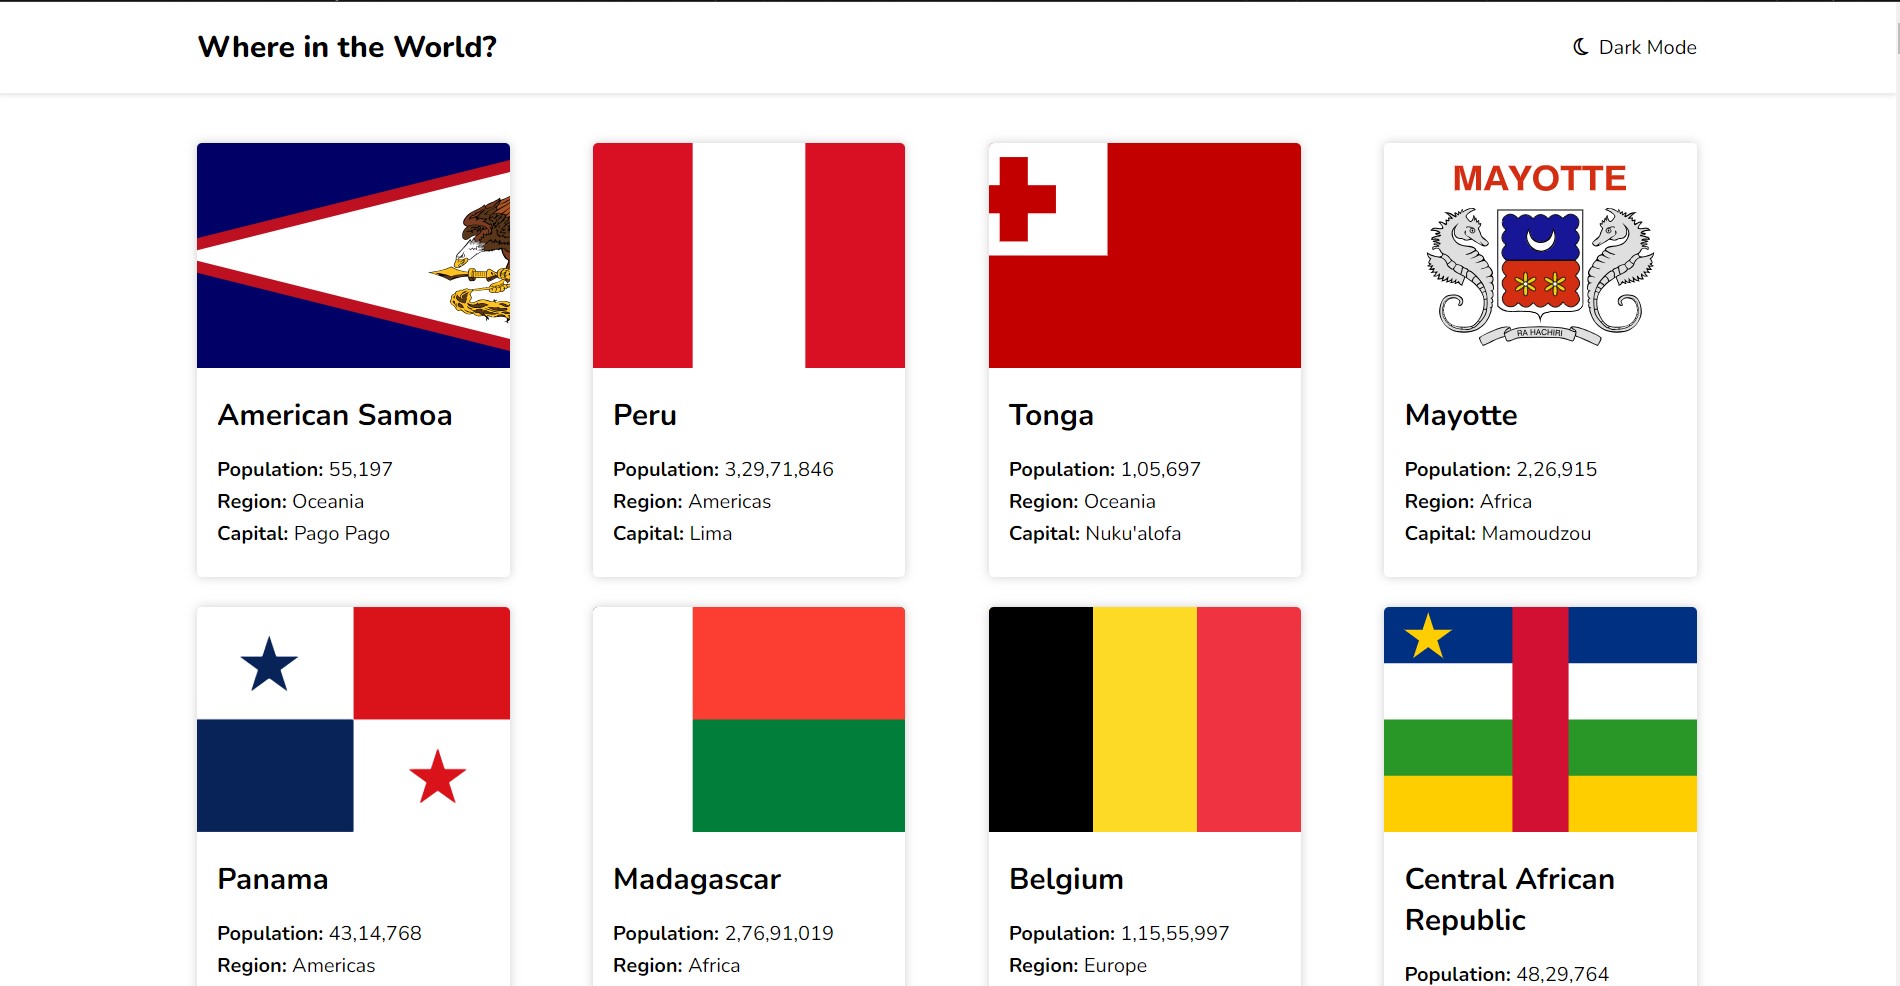 Where in the World?
Dark Mode
MAYOTTE
RA HACHIRI
American Samoa
Population: 55,197
Region: Oceania
Capital: Pago Pago
Peru
Population: 3,29,71,846
Region: Americas
Capital: Lima
Tonga
Population: 1,05,697
Region: Oceania
Capital: Nuku'alofa
Mayotte
Population: 2,26,915
Region: Africa
Capital: Mamoudzou
Panama
Population: 43,14,768
Region: Americas
Madagascar
Population: 2,76,91,019
Region: Africa
Belgium
Population: 1,15,55,997
Region: Europe
Central African
Republic
Population: 48,29,764